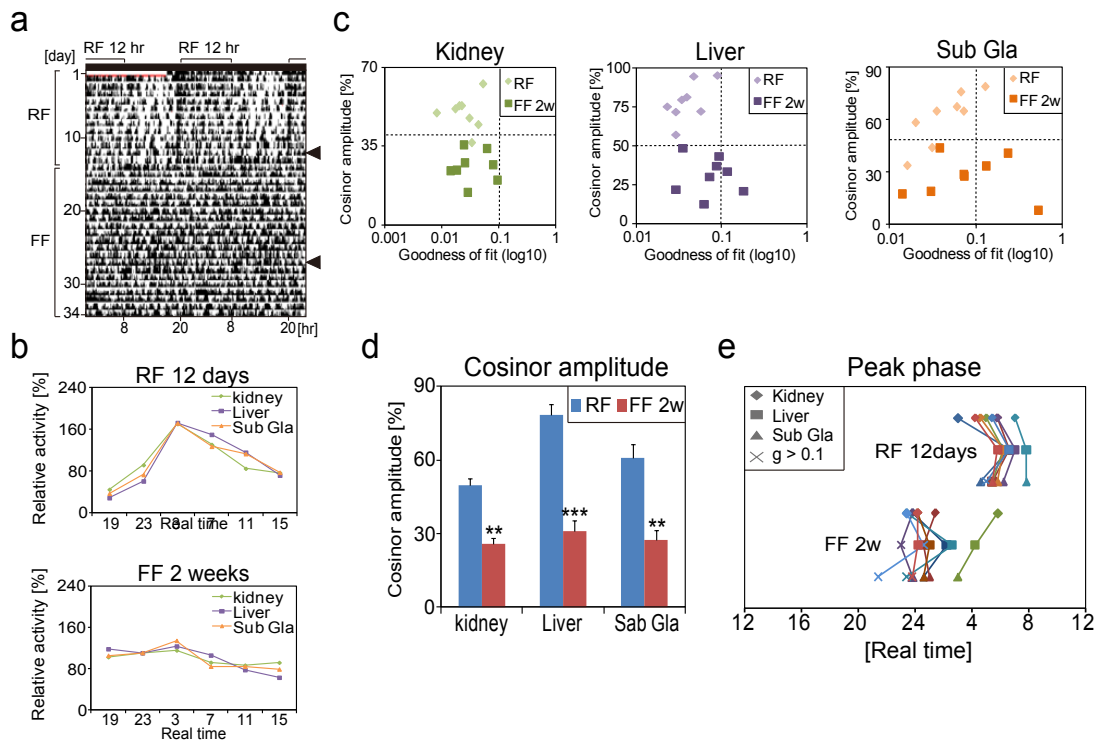 a
[day]
RF 12 hr
RF 12 hr
1
RF
10
20
FF
30
34
8
20
8
20
[hr]
b
RF 12 days
Relative activity [%]
240
160
80
0
kidney
Liver
Sub Gla
19 23 3 7 11 15
Real time
FF 2 weeks
Relative activity [%]
240
160
80
0
kidney
Liver
Sub Gla
19 23 3 7 11 15
Real time
c
Kidney
Cosinor amplitude [%]
70
35
0
RF
FF 2w
0.001 0.01 0.1 1
Goodness of fit (log10)
Liver
Cosinor amplitude [%]
100
75
50
25
0
RF
FF 2w
0.01 0.1 1
Goodness of fit (log10)
Sub Gla
Cosinor amplitude [%]
90
60
30
0
RF
FF 2w
0.01 0.1 1
Goodness of fit (log10)
d
Cosinor amplitude
Cosinor amplitude [%]
90
60
30
0
RF
FF 2w
**
***
**
kidney Liver Sab Gla
e
Peak phase
Kidney
Liver
Sub Gla
g > 0.1
RF 12days
FF 2w
12 16 20 24 4 8 12
[Real time]